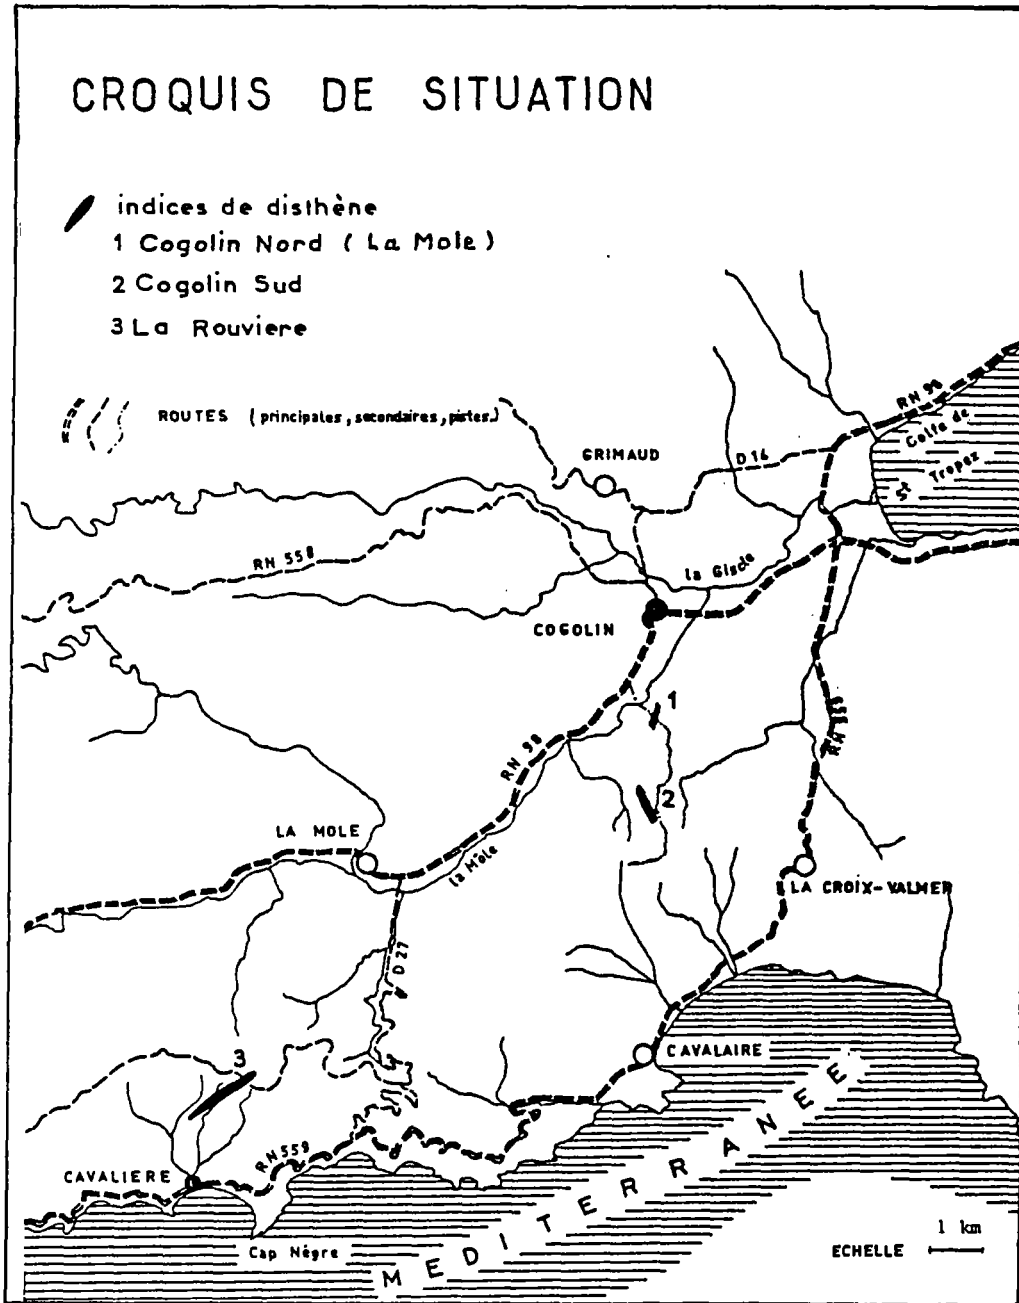 CROQUIS DE SITUATION
indices de disthène
1 Cogolin Nord ( La Mole )
2 Cogolin Sud
3 La Rouviere
ROUTES ( principales, secondaires, pistes.)
RN 98
Golfe de
St Tropez
D 14
GRIMAUD
RN 558
la Giscle
COGOLIN
1
RN 559
RN 98
2
LA MOLE
la Môle
LA CROIX-VALMER
D 27
3
CAVALAIRE
RN 559
CAVALIERE
Cap Nègre
MEDITERRANEE
1 km
ECHELLE